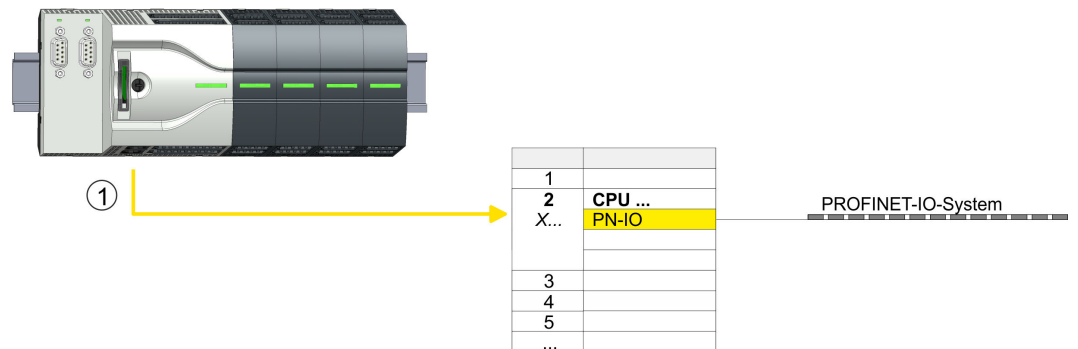 1
1
2 CPU ...
X... PN-IO
PROFINET-IO-System
3
4
5
...